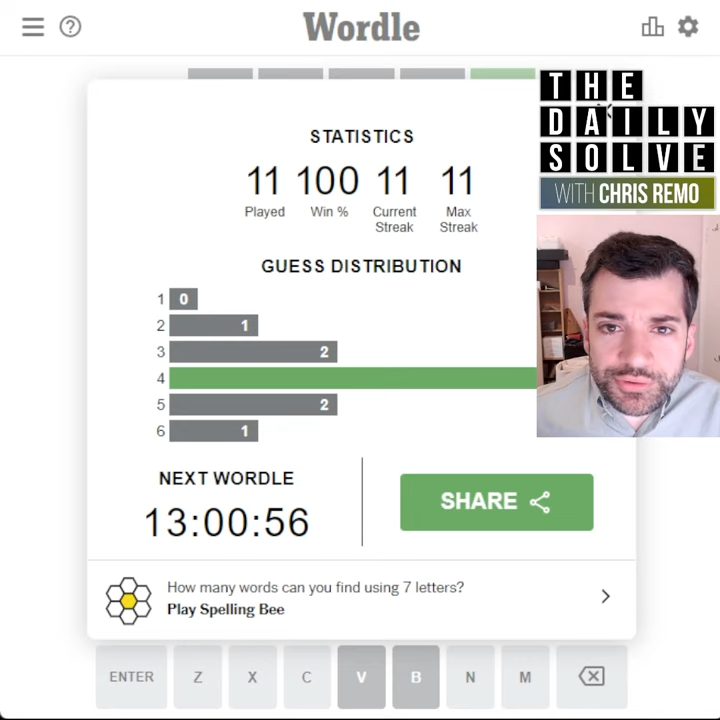 Wordle
THE
DAILY
SOLVE
WITH CHRIS REMO
STATISTICS
11 100 11 11
Played Win % Current Streak Max Streak
GUESS DISTRIBUTION
1 0
2 1
3 2
4
5 2
6 1
NEXT WORDLE
13:00:56
SHARE
How many words can you find using 7 letters?
Play Spelling Bee
ENTER Z X C V B N M